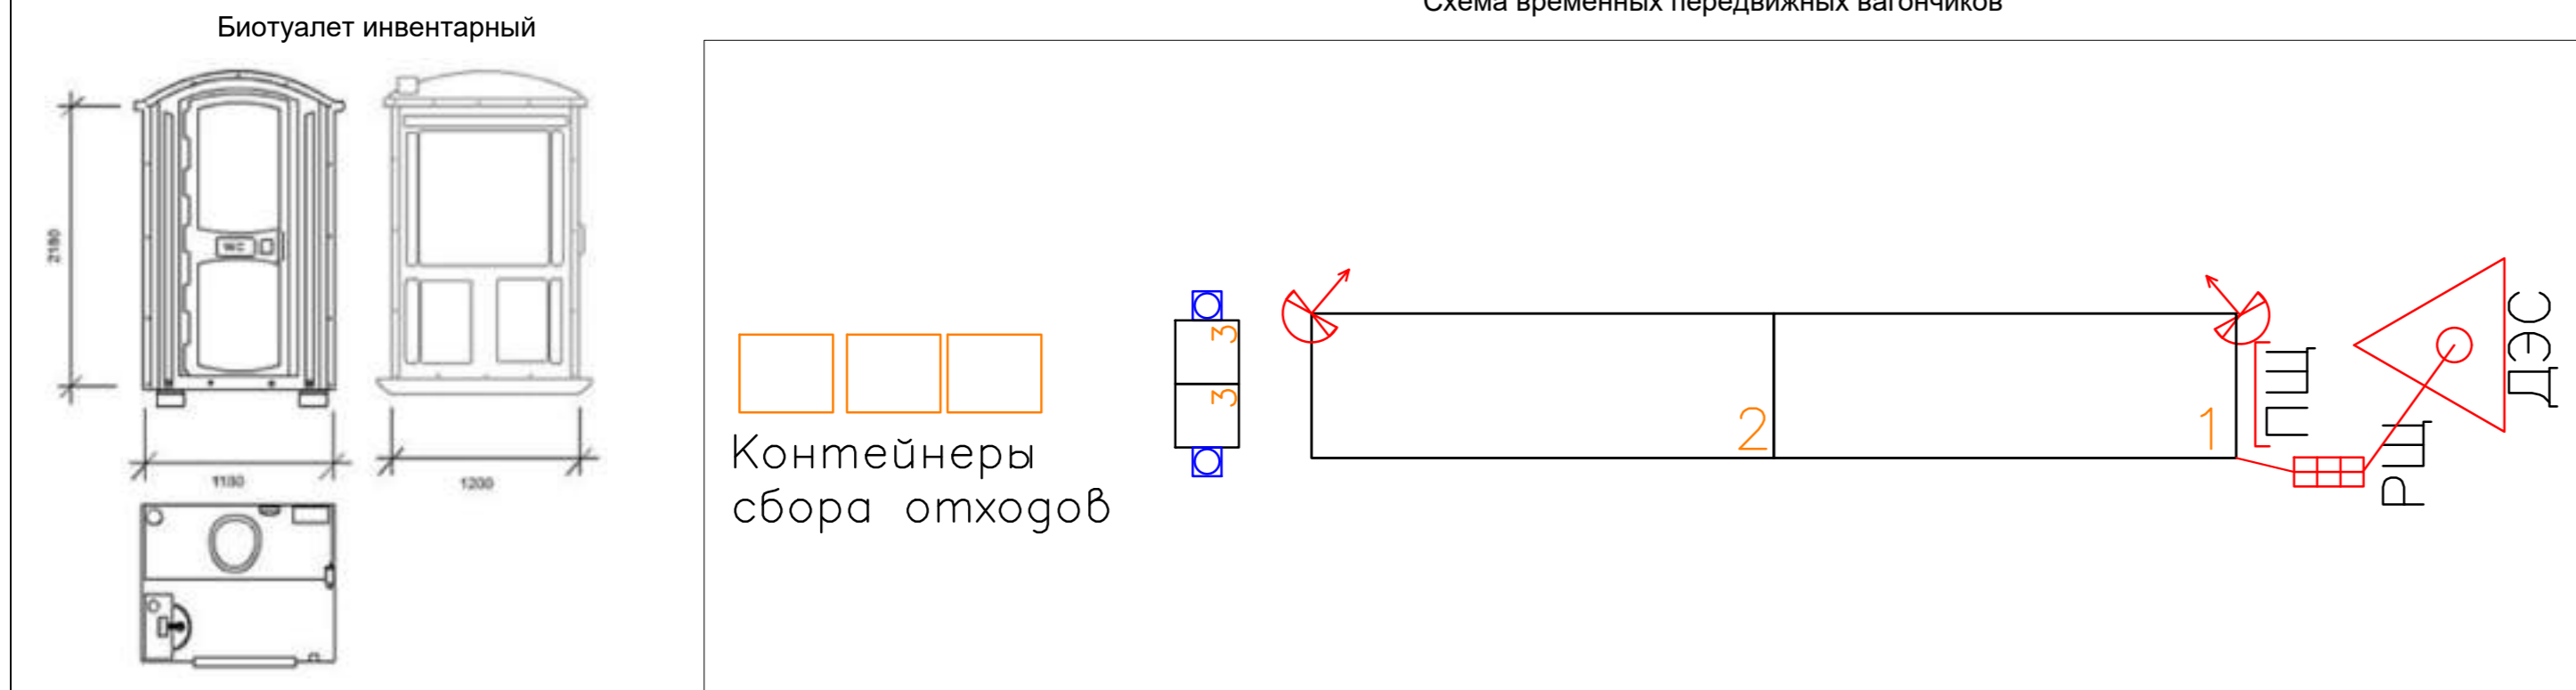 Схема временных передвижных вагончиков
Биотуалет инвентарный
2180
WC
1180
1200
3
3
2
1
ПЩ
РЩ
ДЭС
Контейнеры
сбора отходов